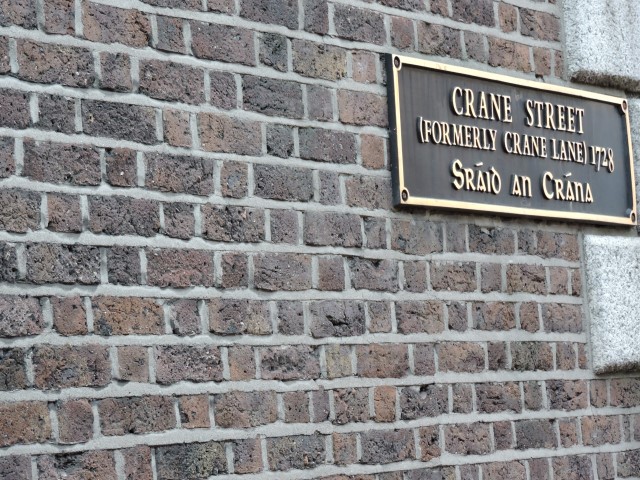 CRANE STREET
(FORMERLY CRANE LANE) 1728
Sráid an Crána